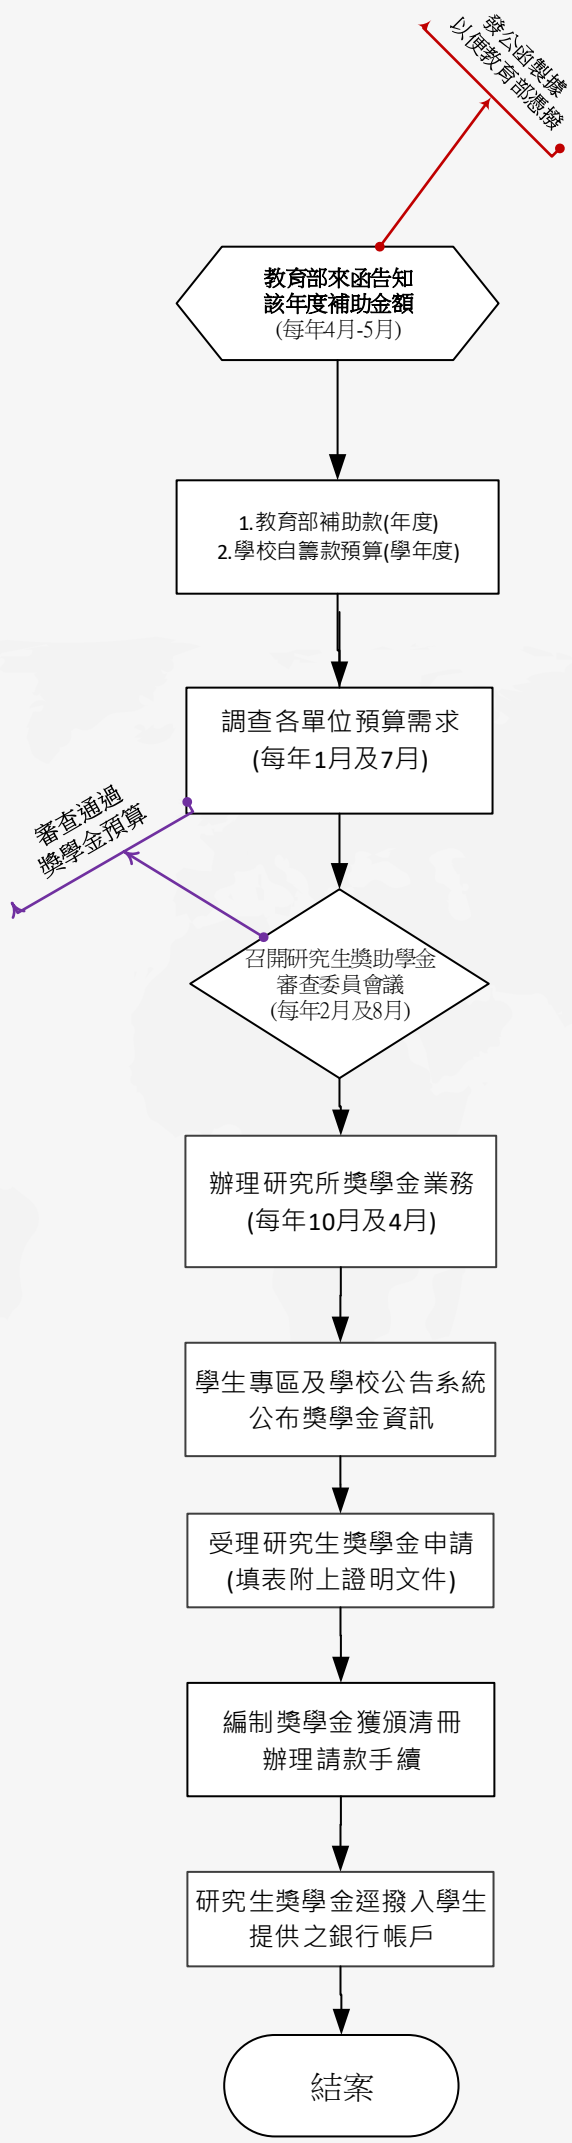 發公函製據
以便教育部憑撥
教育部來函告知
該年度補助金額
(每年4月-5月)
1.教育部補助款(年度)
2.學校自籌款預算(學年度)
調查各單位預算需求
(每年1月及7月)
審查通過
獎學金預算
召開研究生獎助學金
審查委員會議
(每年2月及8月)
辦理研究所獎學金業務
(每年10月及4月)
學生專區及學校公告系統
公布獎學金資訊
受理研究生獎學金申請
(填表附上證明文件)
編制獎學金獲頒清冊
辦理請款手續
研究生獎學金逕撥入學生
提供之銀行帳戶
結案